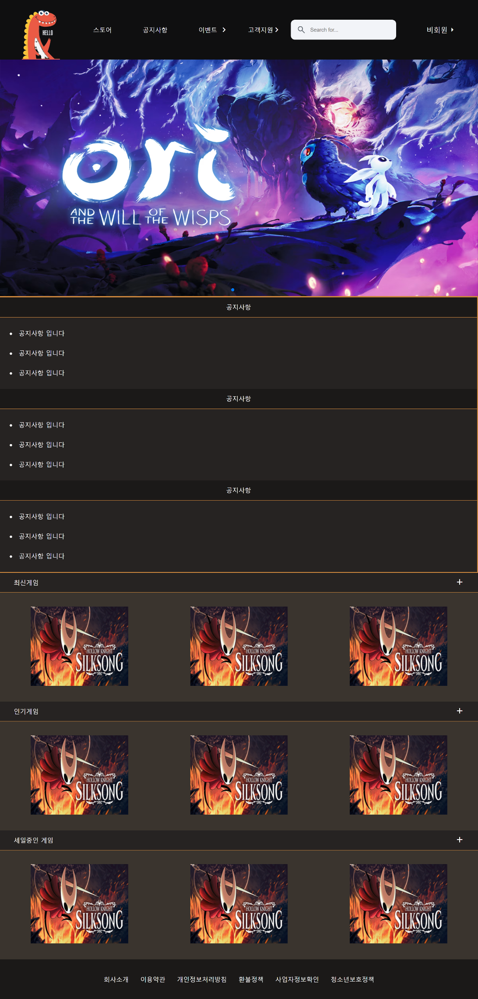 HELLO
스토어
공지사항
이벤트
고객지원
Search for...
비회원
ori
AND THE WILL OF THE WISPS
공지사항
공지사항 입니다
공지사항 입니다
공지사항 입니다
공지사항
공지사항 입니다
공지사항 입니다
공지사항 입니다
공지사항
공지사항 입니다
공지사항 입니다
공지사항 입니다
최신게임
+
HOLLOW KNIGHT
SILKSONG
HOLLOW KNIGHT
SILKSONG
HOLLOW KNIGHT
SILKSONG
인기게임
+
HOLLOW KNIGHT
SILKSONG
HOLLOW KNIGHT
SILKSONG
HOLLOW KNIGHT
SILKSONG
세일중인 게임
+
HOLLOW KNIGHT
SILKSONG
HOLLOW KNIGHT
SILKSONG
HOLLOW KNIGHT
SILKSONG
회사소개
이용약관
개인정보처리방침
환불정책
사업자정보확인
청소년보호정책